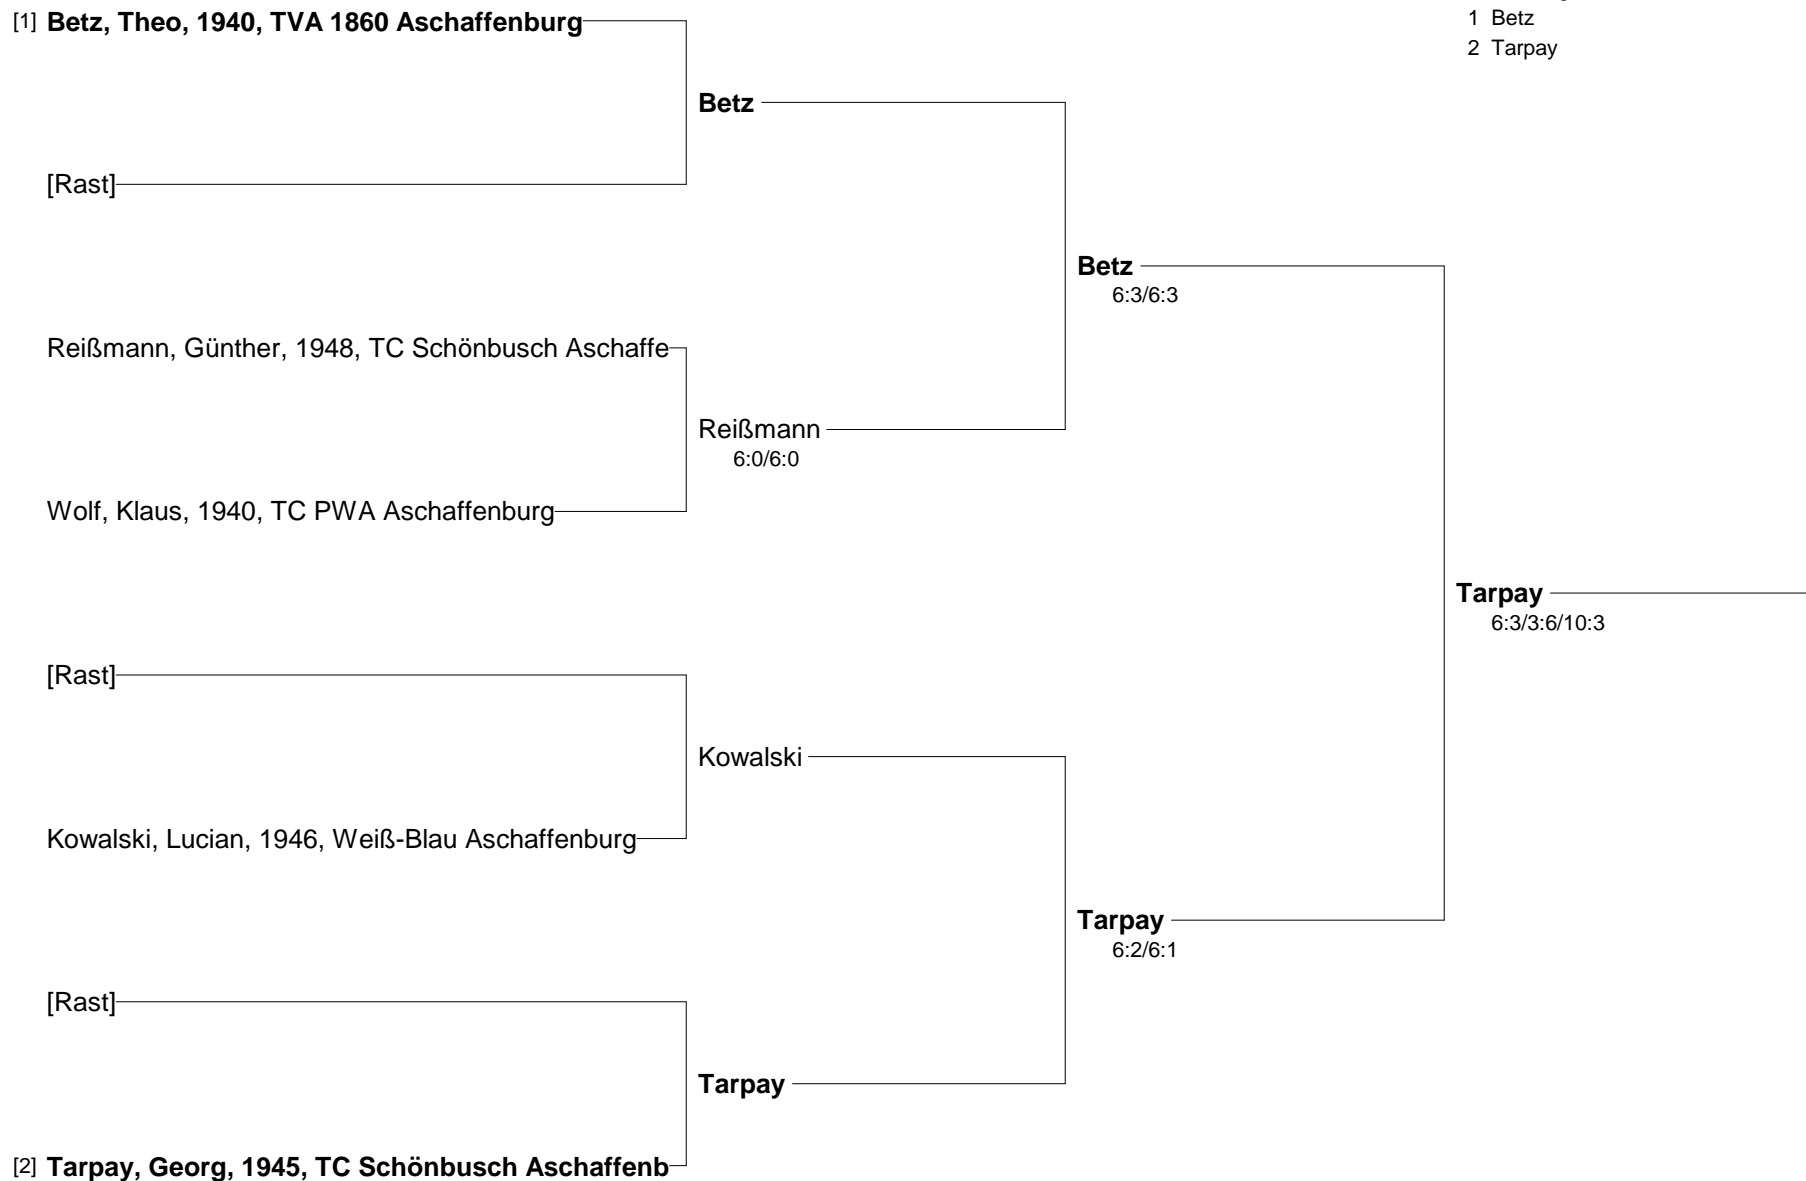 [1] Betz, Theo, 1940, TVA 1860 Aschaffenburg
1 Betz
2 Tarpay
Betz
[Rast]
Betz
6:3/6:3
Reißmann, Günther, 1948, TC Schönbusch Aschaffe
Reißmann
6:0/6:0
Wolf, Klaus, 1940, TC PWA Aschaffenburg
Tarpay
6:3/3:6/10:3
[Rast]
Kowalski
Kowalski, Lucian, 1946, Weiß-Blau Aschaffenburg
Tarpay
6:2/6:1
[Rast]
Tarpay
[2] Tarpay, Georg, 1945, TC Schönbusch Aschaffenb